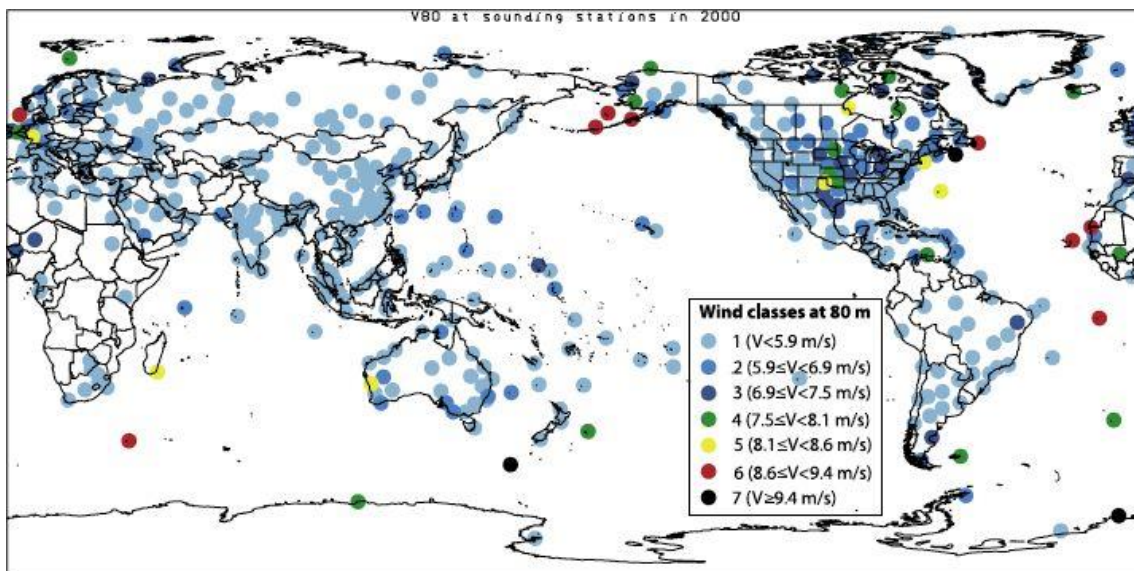 V80 at sounding stations in 2000
Wind classes at 80 m
1 (V<5.9 m/s)
2 (5.9≤V<6.9 m/s)
3 (6.9≤V<7.5 m/s)
4 (7.5≤V<8.1 m/s)
5 (8.1≤V<8.6 m/s)
6 (8.6≤V<9.4 m/s)
7 (V≥9.4 m/s)